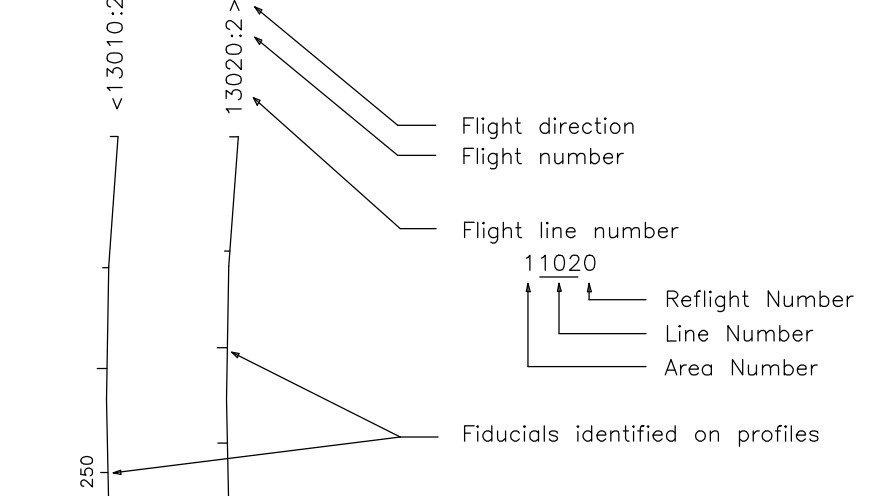 <13010:2
13020:2 >
Flight direction
Flight number
Flight line number
11020
Reflight Number
Line Number
Area Number
Fiducials identified on profiles
250